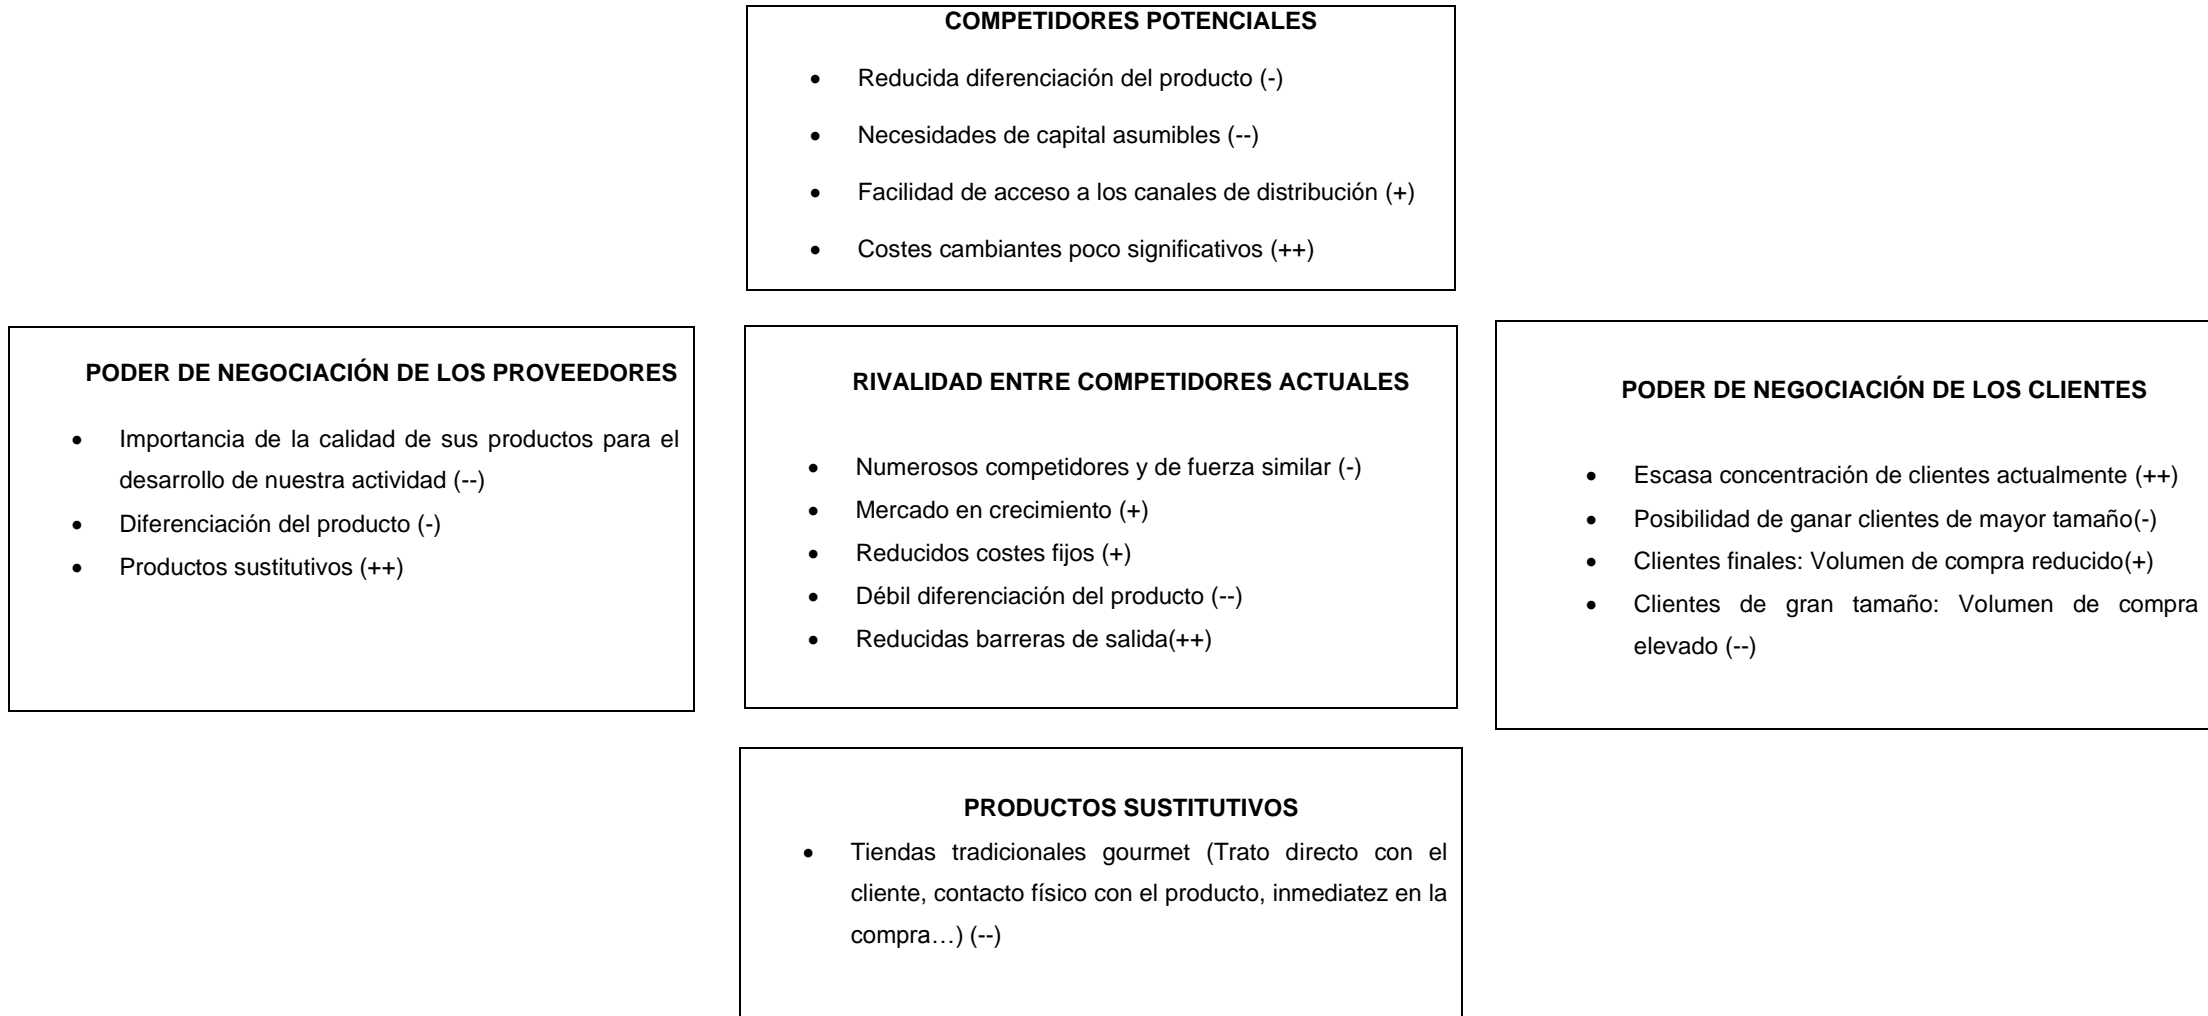 COMPETIDORES POTENCIALES
• Reducida diferenciación del producto (-)
• Necesidades de capital asumibles (--)
• Facilidad de acceso a los canales de distribución (+)
• Costes cambiantes poco significativos (++)
PODER DE NEGOCIACIÓN DE LOS PROVEEDORES
• Importancia de la calidad de sus productos para el
desarrollo de nuestra actividad (--)
• Diferenciación del producto (-)
• Productos sustitutivos (++)
RIVALIDAD ENTRE COMPETIDORES ACTUALES
• Numerosos competidores y de fuerza similar (-)
• Mercado en crecimiento (+)
• Reducidos costes fijos (+)
• Débil diferenciación del producto (--)
• Reducidas barreras de salida(++)
PODER DE NEGOCIACIÓN DE LOS CLIENTES
• Escasa concentración de clientes actualmente (++)
• Posibilidad de ganar clientes de mayor tamaño(-)
• Clientes finales: Volumen de compra reducido(+)
• Clientes de gran tamaño: Volumen de compra
elevado (--)
PRODUCTOS SUSTITUTIVOS
• Tiendas tradicionales gourmet (Trato directo con el
cliente, contacto físico con el producto, inmediatez en la
compra…) (--)